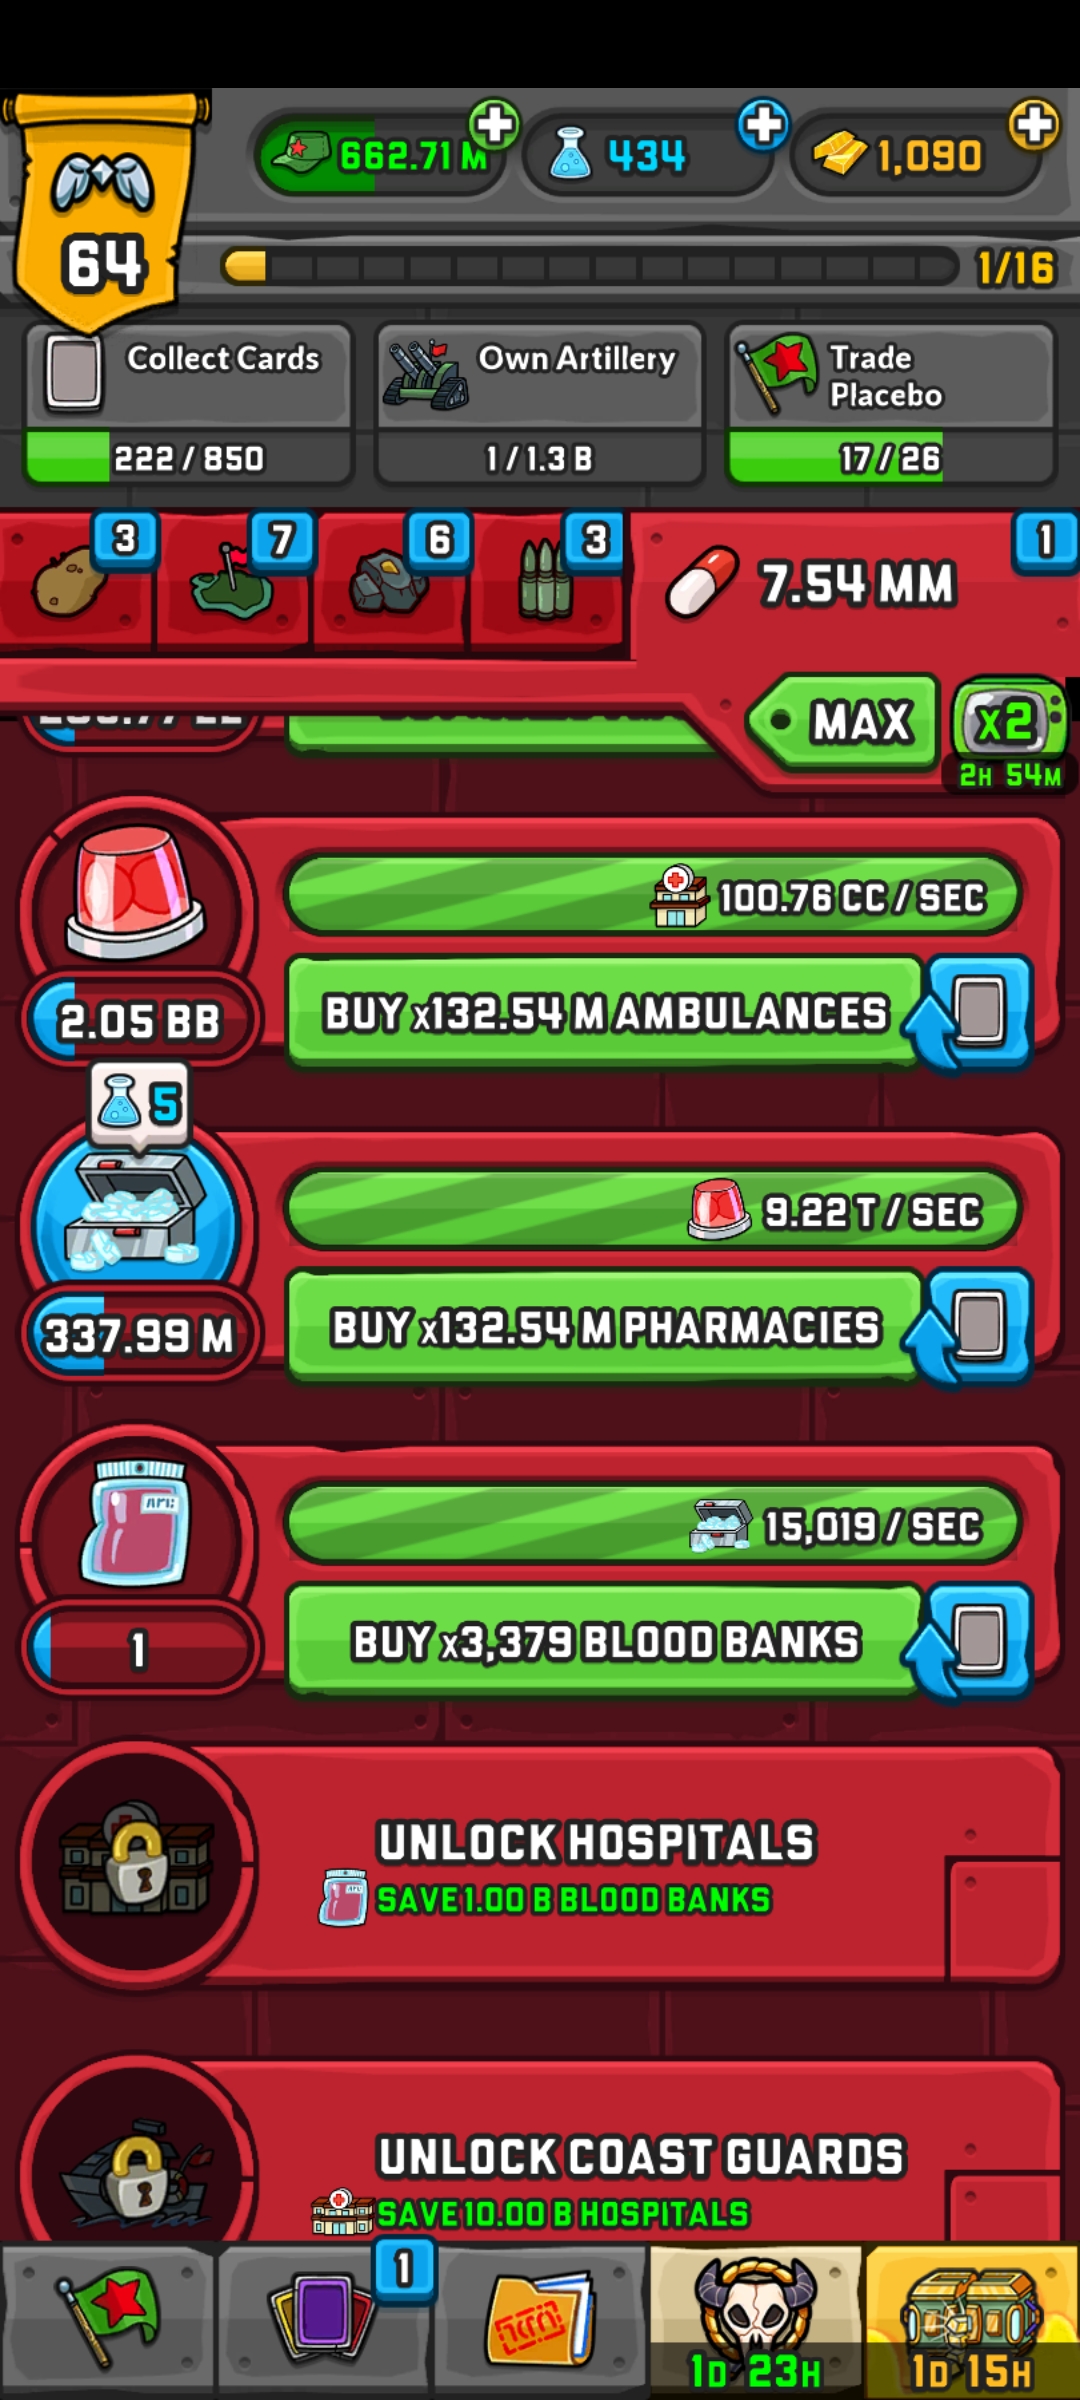 662.71 M
434
1,090
64
1/16
Collect Cards
222 / 850
Own Artillery
1 / 1.3 B
Trade
Placebo
17 / 26
3
7
6
3
7.54 MM
1
MAX
x2
2H 54M
100.76 CC / SEC
BUY x132.54 M AMBULANCES
2.05 BB
5
9.22 T / SEC
BUY x132.54 M PHARMACIES
337.99 M
15,019 / SEC
BUY x3,379 BLOOD BANKS
1
UNLOCK HOSPITALS
SAVE 1.00 B BLOOD BANKS
UNLOCK COAST GUARDS
SAVE 10.00 B HOSPITALS
1
1D 23H
1D 15H